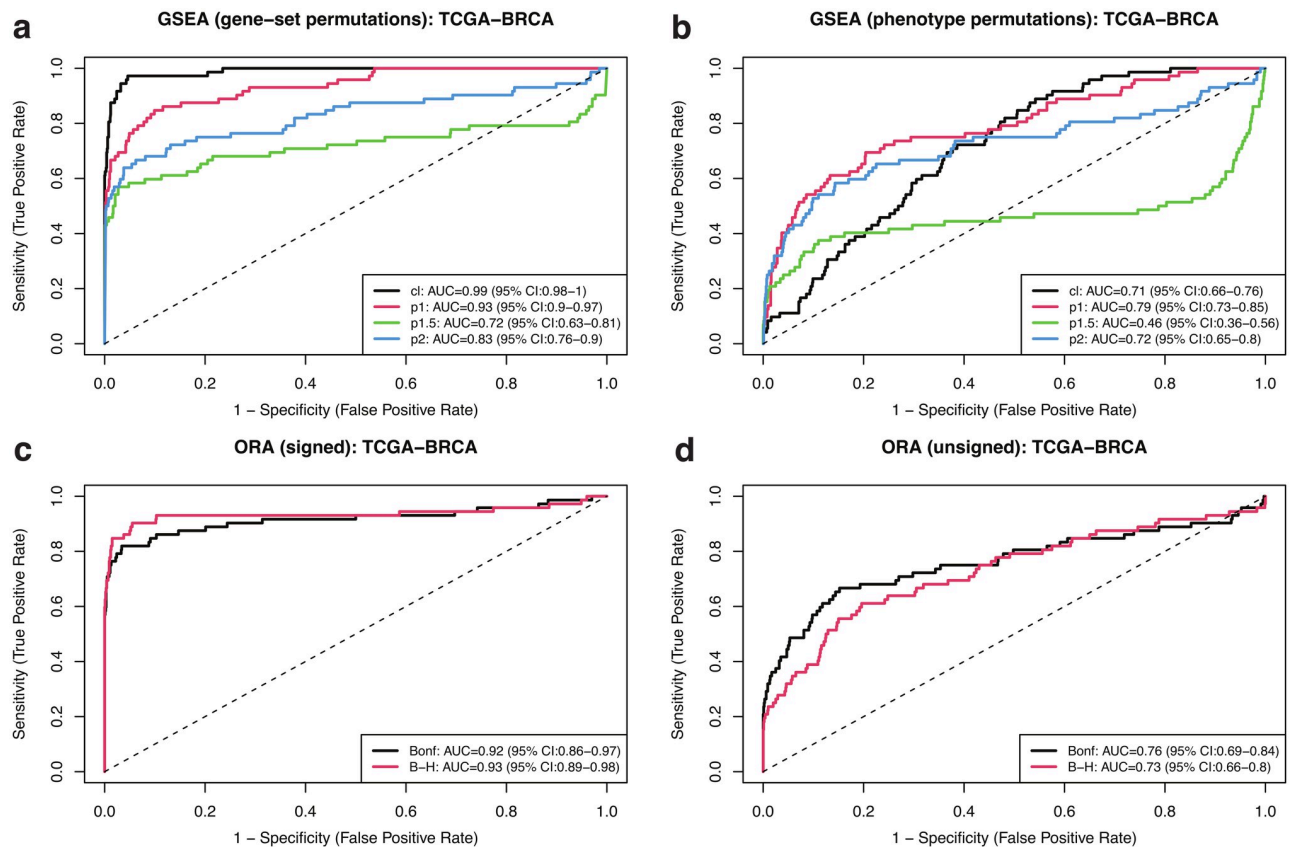 a
GSEA (gene−set permutations): TCGA−BRCA
Sensitivity (True Positive Rate)
1.0
0.8
0.6
0.4
0.2
0.0
cl: AUC=0.99 (95% CI:0.98−1)
p1: AUC=0.93 (95% CI:0.9−0.97)
p1.5: AUC=0.72 (95% CI:0.63−0.81)
p2: AUC=0.83 (95% CI:0.76−0.9)
0.0 0.2 0.4 0.6 0.8 1.0
1 − Specificity (False Positive Rate)
b
GSEA (phenotype permutations): TCGA−BRCA
Sensitivity (True Positive Rate)
1.0
0.8
0.6
0.4
0.2
0.0
cl: AUC=0.71 (95% CI:0.66−0.76)
p1: AUC=0.79 (95% CI:0.73−0.85)
p1.5: AUC=0.46 (95% CI:0.36−0.56)
p2: AUC=0.72 (95% CI:0.65−0.8)
0.0 0.2 0.4 0.6 0.8 1.0
1 − Specificity (False Positive Rate)
c
ORA (signed): TCGA−BRCA
Sensitivity (True Positive Rate)
1.0
0.8
0.6
0.4
0.2
0.0
Bonf: AUC=0.92 (95% CI:0.86−0.97)
B−H: AUC=0.93 (95% CI:0.89−0.98)
0.0 0.2 0.4 0.6 0.8 1.0
1 − Specificity (False Positive Rate)
d
ORA (unsigned): TCGA−BRCA
Sensitivity (True Positive Rate)
1.0
0.8
0.6
0.4
0.2
0.0
Bonf: AUC=0.76 (95% CI:0.69−0.84)
B−H: AUC=0.73 (95% CI:0.66−0.8)
0.0 0.2 0.4 0.6 0.8 1.0
1 − Specificity (False Positive Rate)